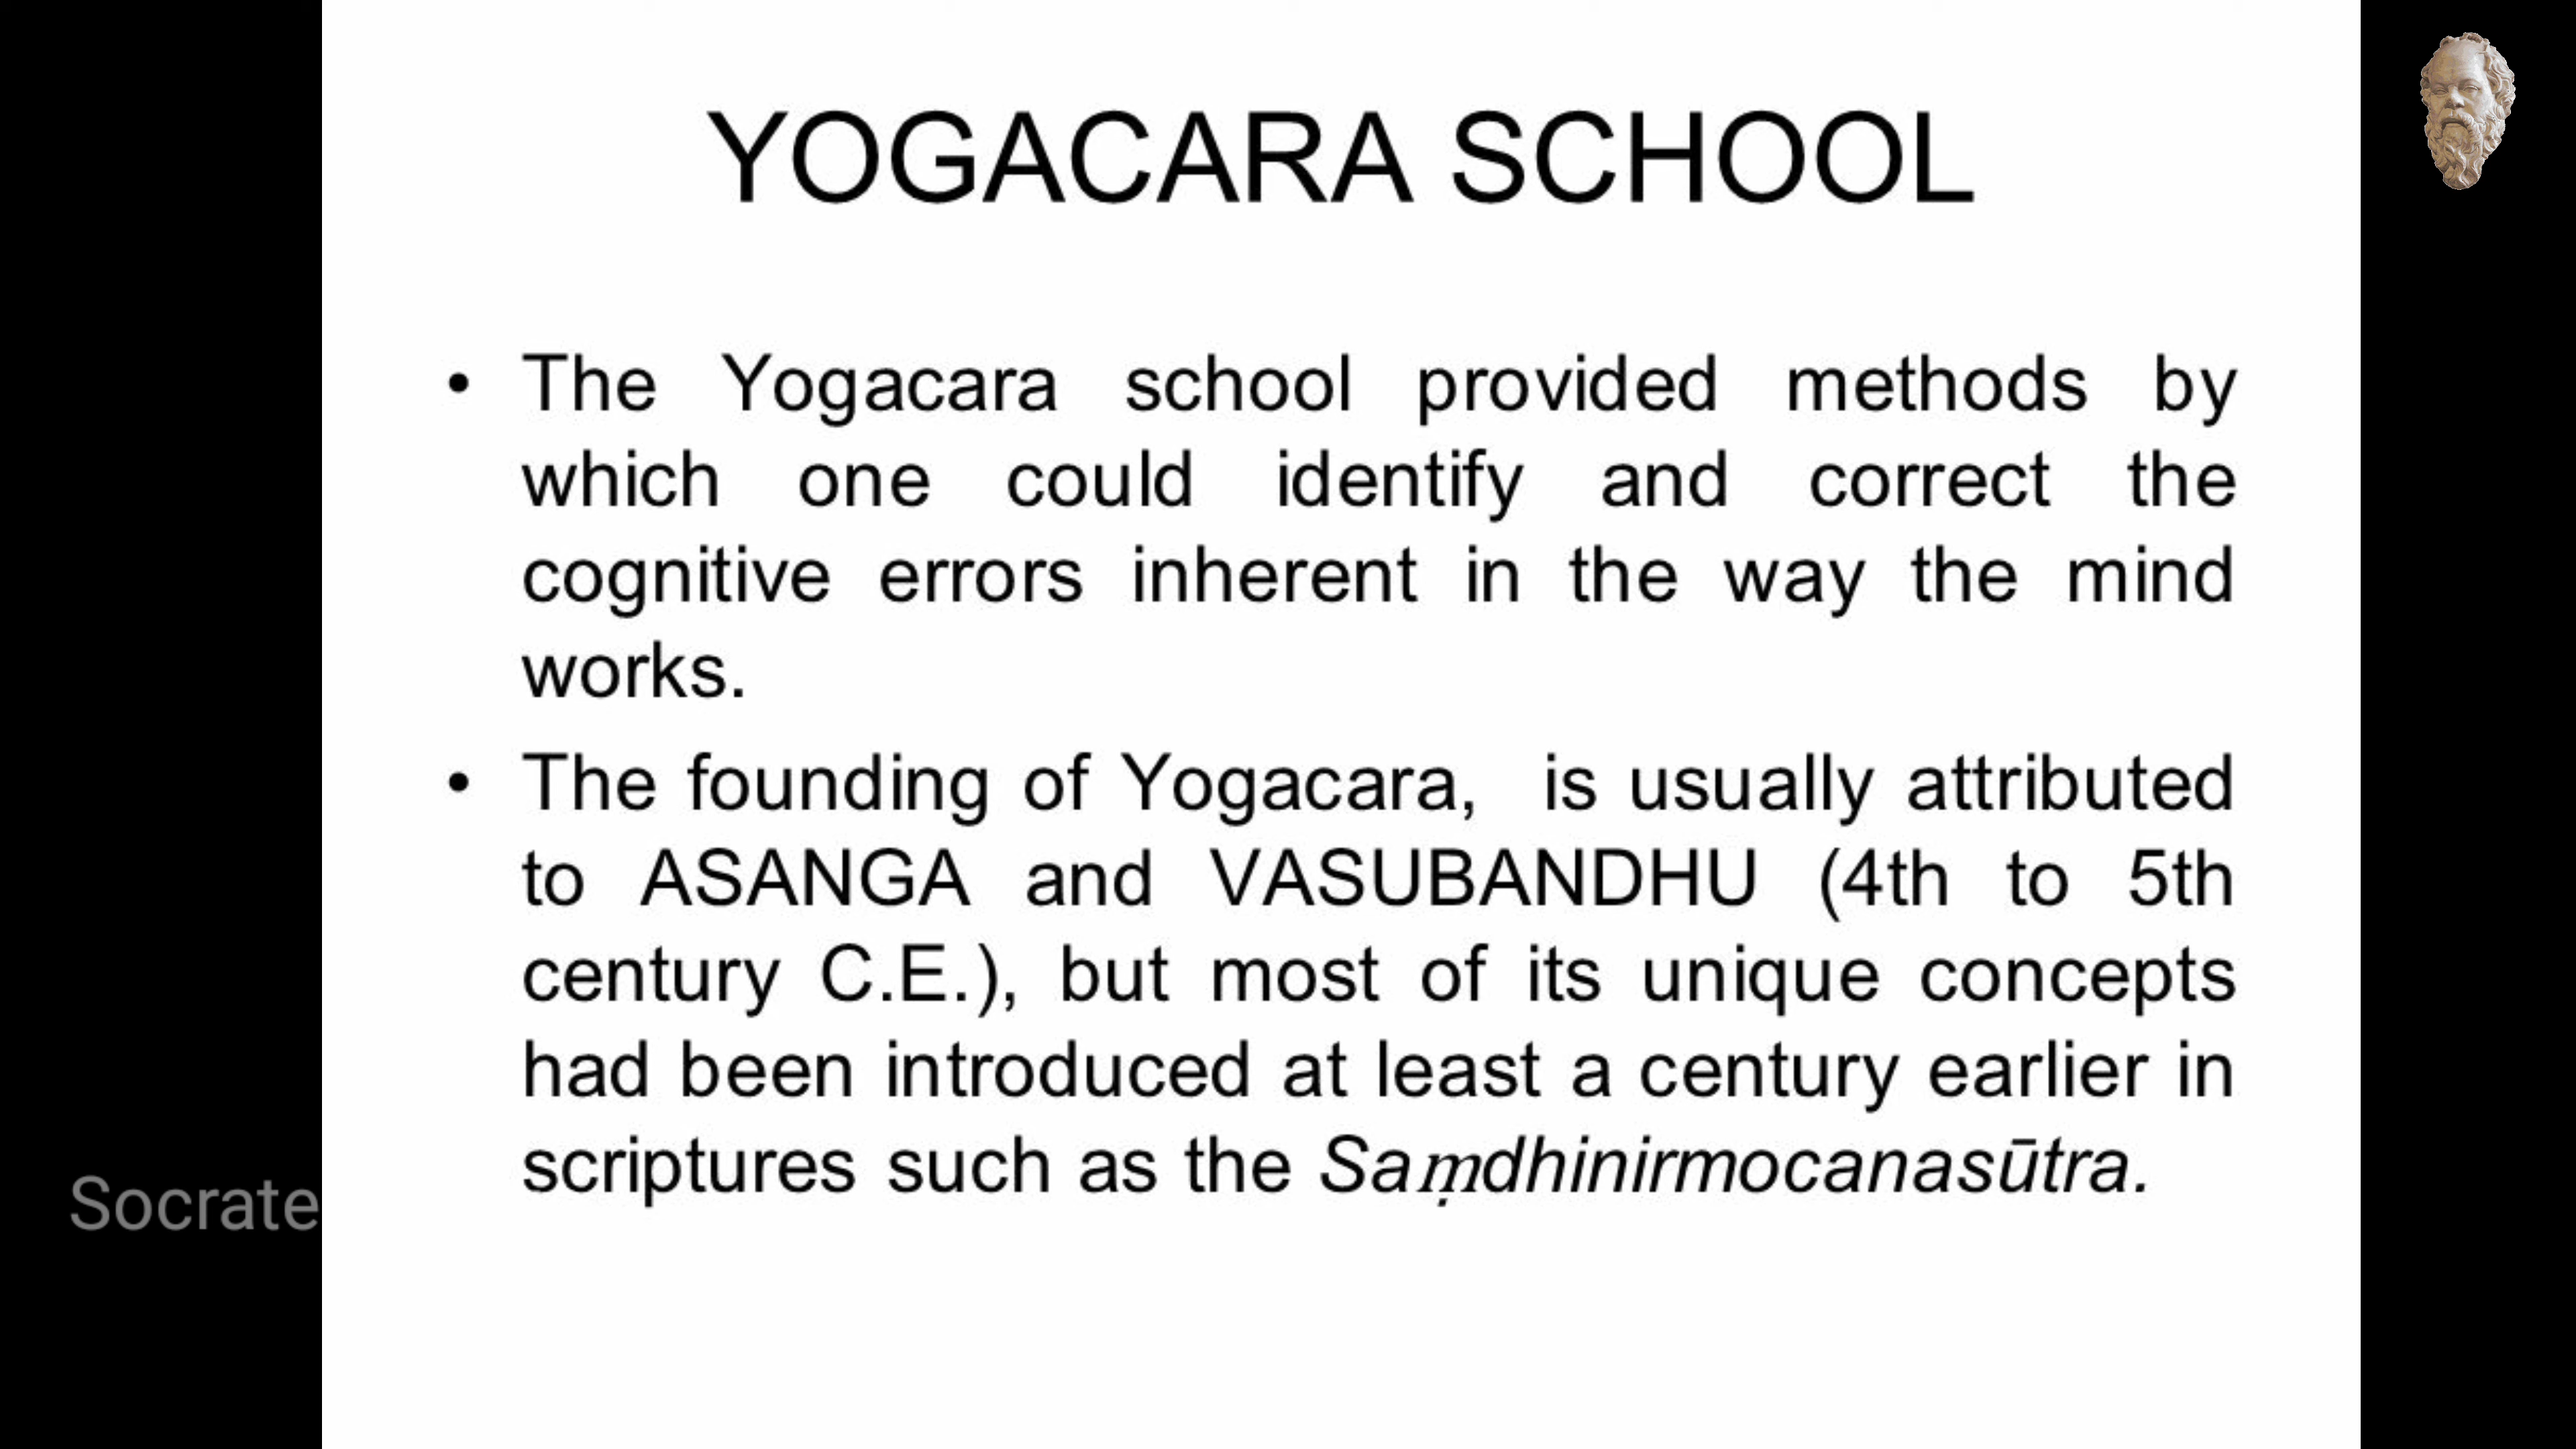 YOGACARA SCHOOL
• The Yogacara school provided methods by
which one could identify and correct the
cognitive errors inherent in the way the mind
works.
• The founding of Yogacara, is usually attributed
to ASANGA and VASUBANDHU (4th to 5th
century C.E.), but most of its unique concepts
had been introduced at least a century earlier in
scriptures such as the Saṃdhinirmocanasūtra.
Socrate